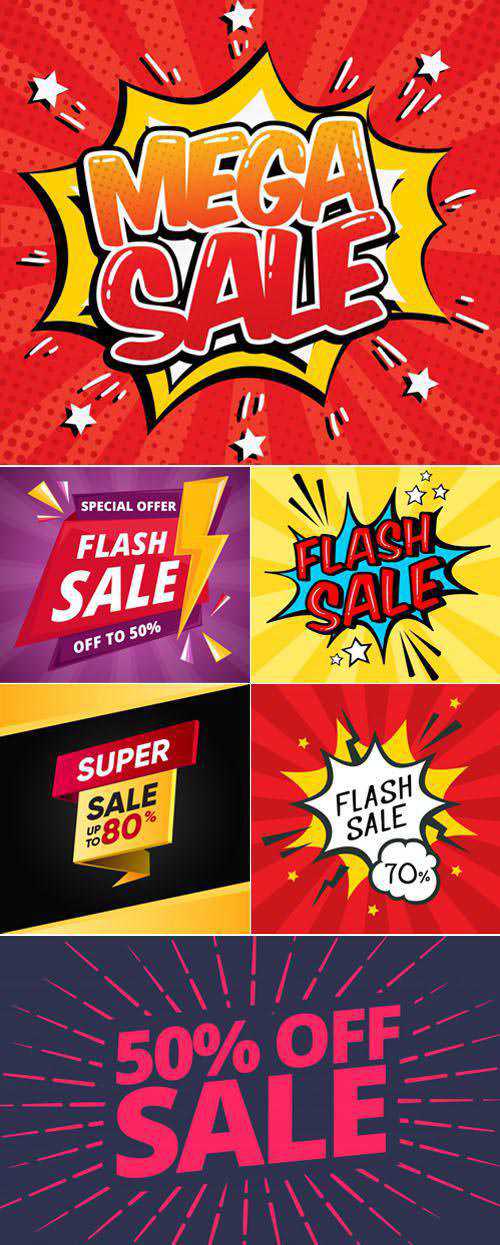 MEGA
SALE
SPECIAL OFFER
FLASH
SALE
OFF TO 50%
FLASH
SALE
SUPER
SALE
UP TO 80%
FLASH
SALE
70%
50% OFF
SALE